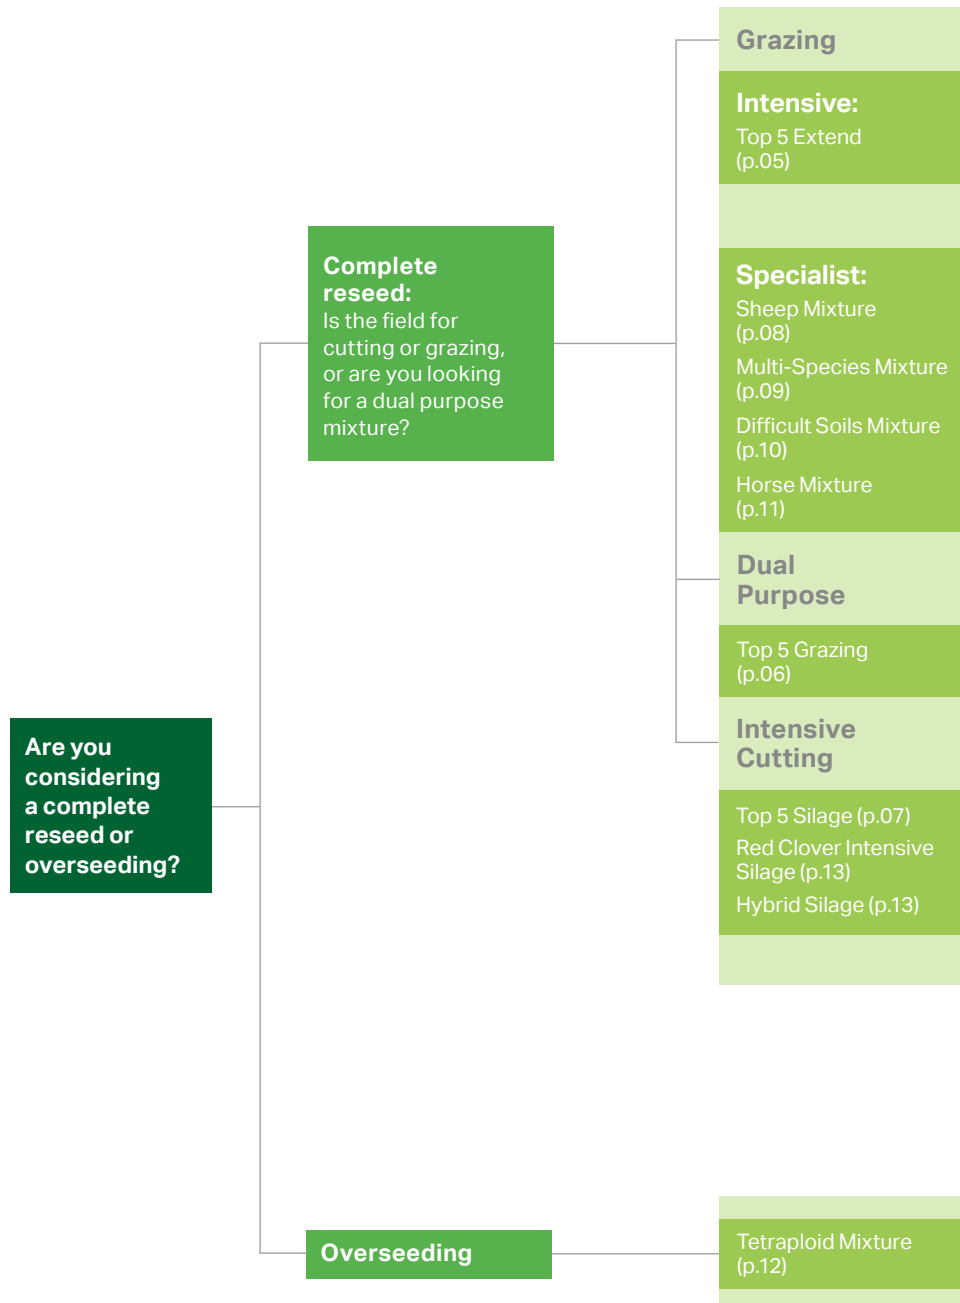 Are you
considering
a complete
reseed or
overseeding?
Complete
reseed:
Is the field for
cutting or grazing,
or are you looking
for a dual purpose
mixture?
Grazing
Intensive:
Top 5 Extend
(p.05)
Specialist:
Sheep Mixture
(p.08)
Multi-Species Mixture
(p.09)
Difficult Soils Mixture
(p.10)
Horse Mixture
(p.11)
Dual
Purpose
Top 5 Grazing
(p.06)
Intensive
Cutting
Top 5 Silage (p.07)
Red Clover Intensive
Silage (p.13)
Hybrid Silage (p.13)
Overseeding
Tetraploid Mixture
(p.12)